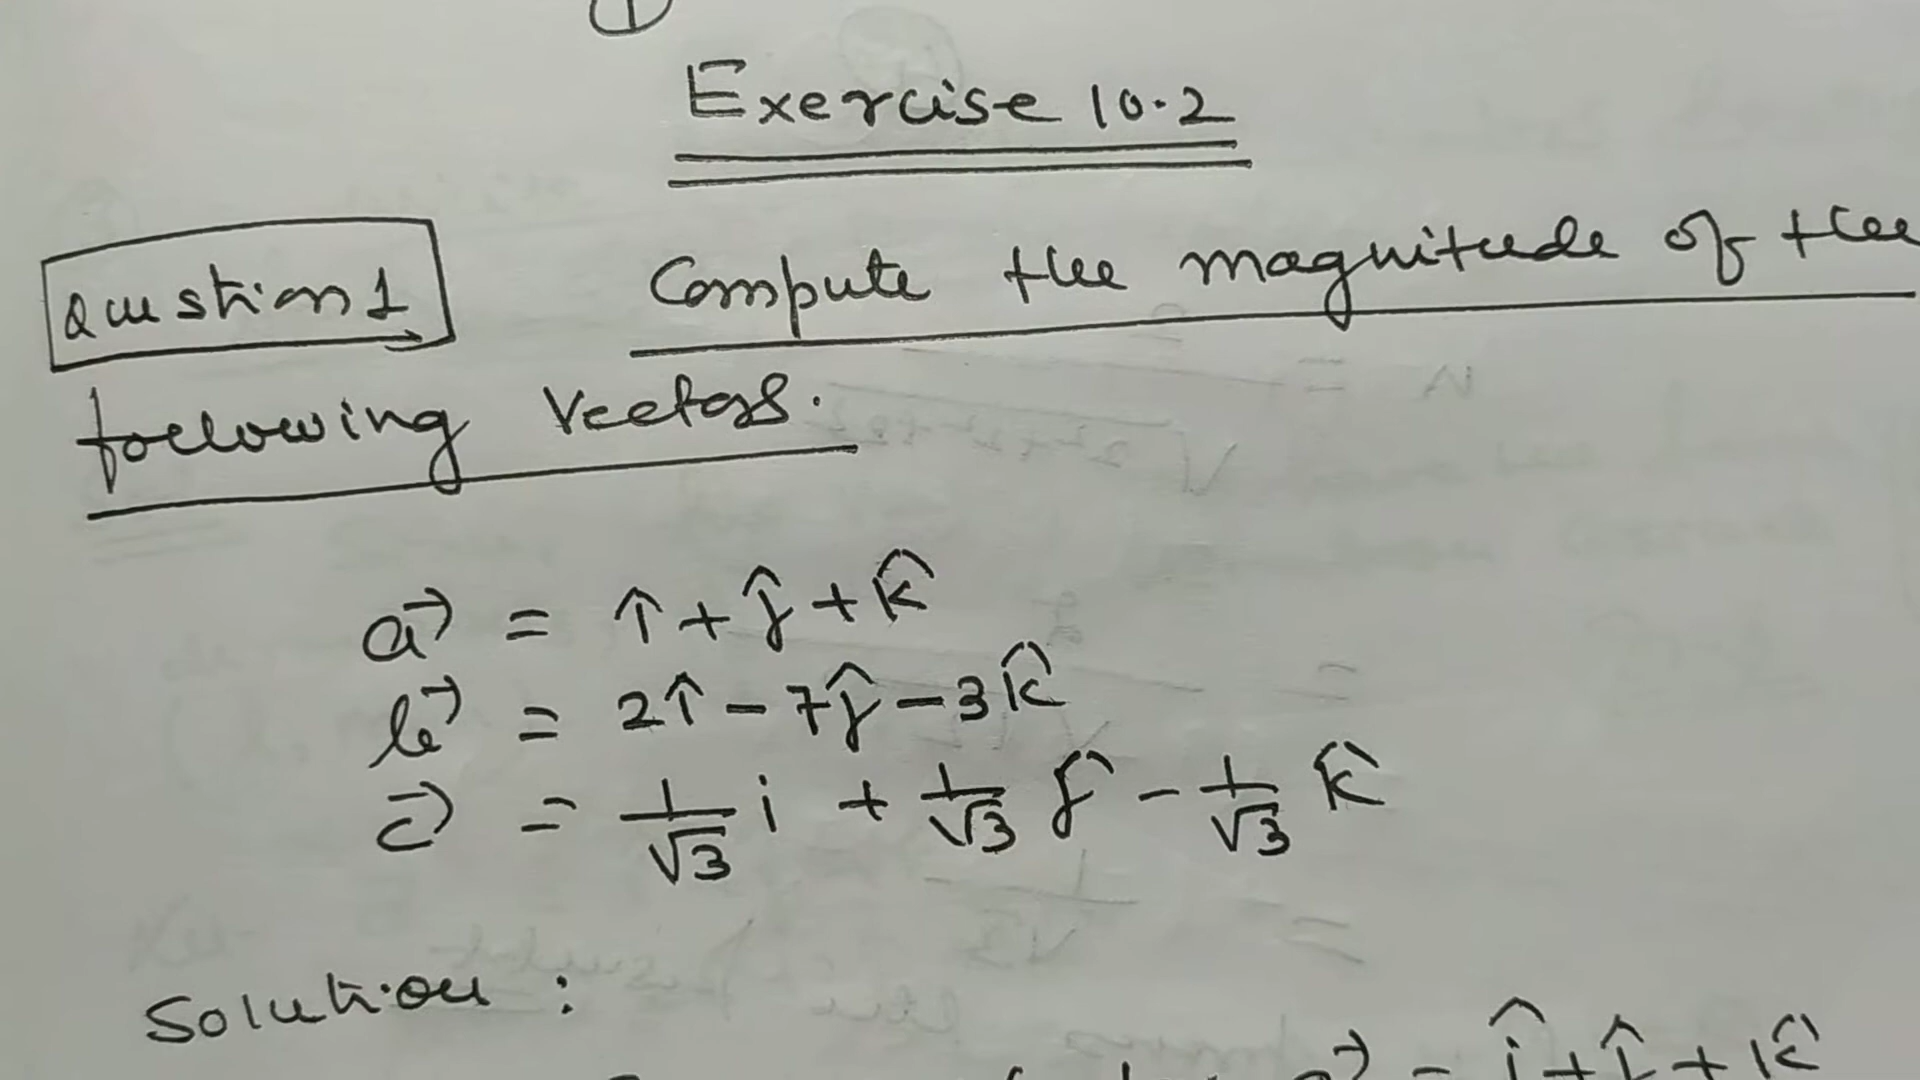 1
Exercise 10.2
Question 1 Compute the magnitude of the
following vectors.
a⃗ = î + ĵ + k̂
b⃗ = 2î - 7ĵ - 3k̂
c⃗ = 1/√3 i + 1/√3 ĵ - 1/√3 k̂
Solution :
a⃗ = î + ĵ + k̂